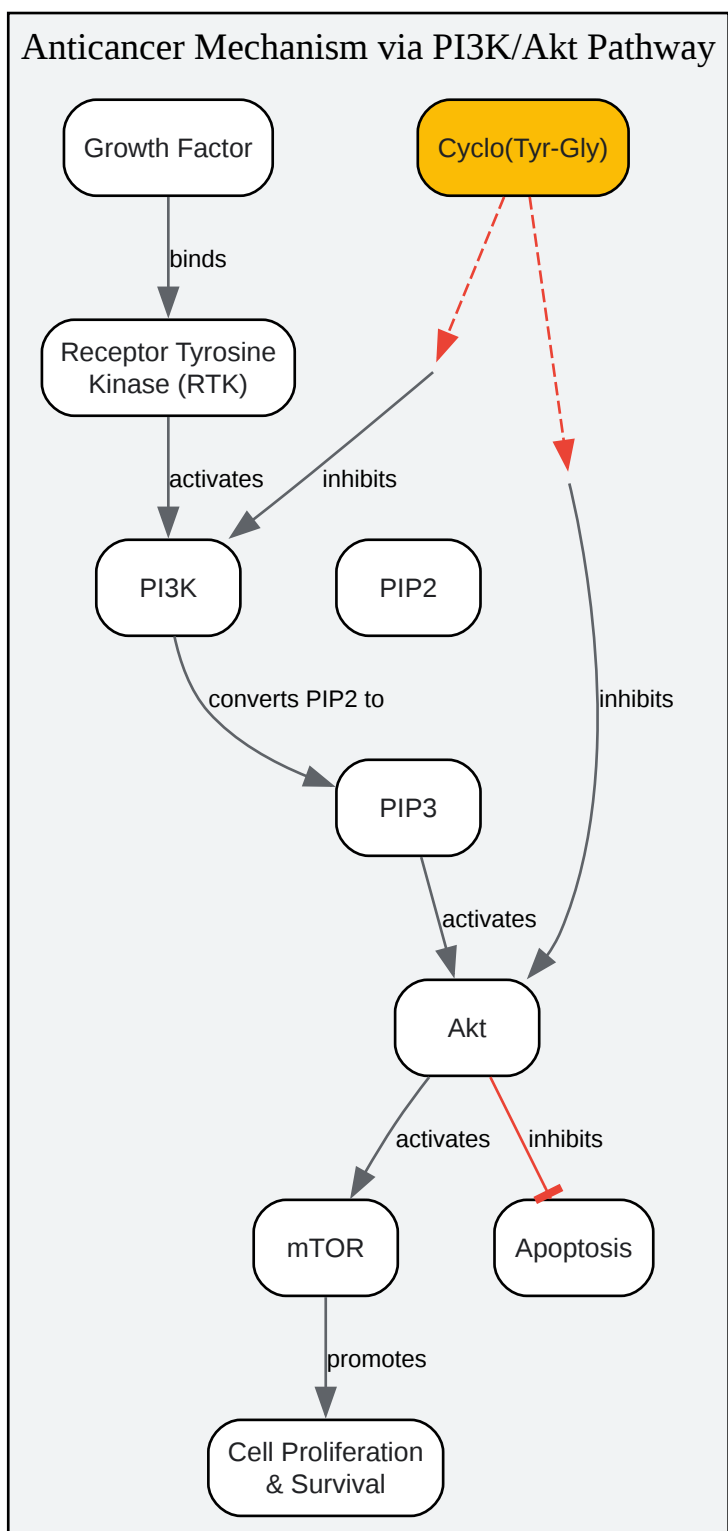 Anticancer Mechanism via PI3K/Akt Pathway
Growth Factor
Cyclo(Tyr-Gly)
binds
Receptor Tyrosine
Kinase (RTK)
activates
inhibits
PI3K
PIP2
converts PIP2 to
inhibits
PIP3
activates
Akt
activates
inhibits
mTOR
Apoptosis
promotes
Cell Proliferation
& Survival